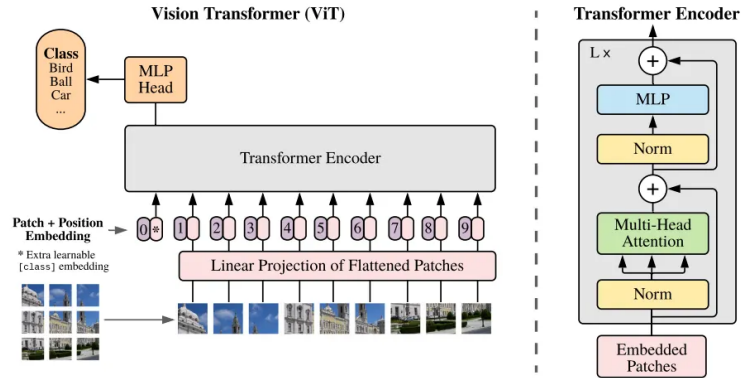 Vision Transformer (ViT)
Class
Bird
Ball
Car
...
MLP
Head
Transformer Encoder
Patch + Position
Embedding
* Extra learnable
[class] embedding
0 * 1 2 3 4 5 6 7 8 9
Linear Projection of Flattened Patches
Transformer Encoder
L ×
+
MLP
Norm
+
Multi-Head
Attention
Norm
Embedded
Patches